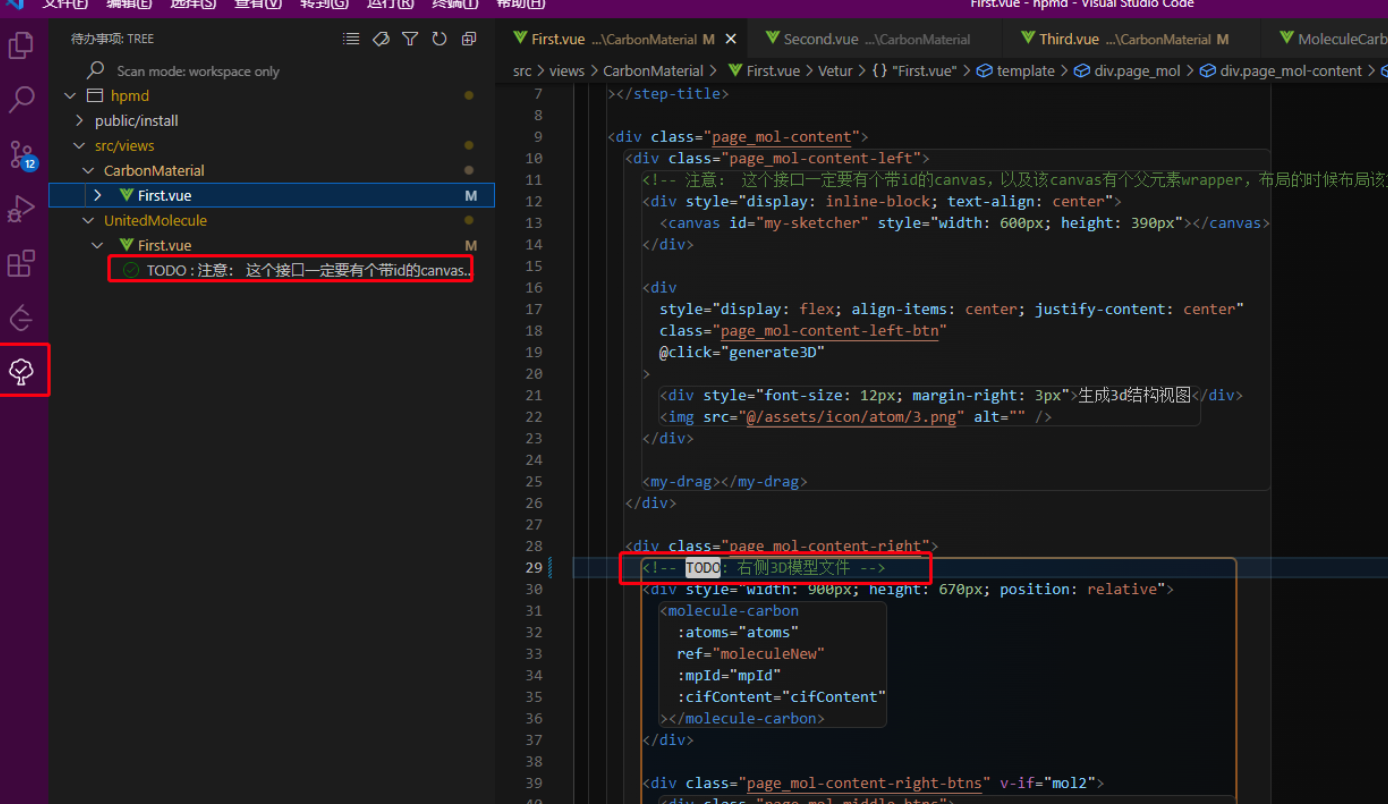 文件(F) 编辑(E) 选择(S) 查看(V) 转到(G) 运行(R) 终端(T) 帮助(H) First.vue - hpmd - Visual Studio Code
待办事项: TREE
Scan mode: workspace only
hpmd
public/install
src/views
CarbonMaterial
First.vue M
UnitedMolecule
First.vue M
TODO : 注意： 这个接口一定要有个带id的canvas...
12
First.vue ...\CarbonMaterial M Second.vue ...\CarbonMaterial Third.vue ...\CarbonMaterial M MoleculeCarb
src > views > CarbonMaterial > First.vue > Vetur > {} "First.vue" > template > div.page_mol > div.page_mol-content >
7 ></step-title>
8
9 <div class="page_mol-content">
10 <div class="page_mol-content-left">
11 <!-- 注意： 这个接口一定要有个带id的canvas，以及该canvas有个父元素wrapper，布局的时候布局该
12 <div style="display: inline-block; text-align: center">
13 <canvas id="my-sketcher" style="width: 600px; height: 390px"></canvas>
14 </div>
15
16 <div
17 style="display: flex; align-items: center; justify-content: center"
18 class="page_mol-content-left-btn"
19 @click="generate3D"
20 >
21 <div style="font-size: 12px; margin-right: 3px">生成3d结构视图</div>
22 <img src="@/assets/icon/atom/3.png" alt="" />
23 </div>
24
25 <my-drag></my-drag>
26 </div>
27
28 <div class="page_mol-content-right">
29 <!-- TODO: 右侧3D模型文件 -->
30 <div style="width: 900px; height: 670px; position: relative">
31 <molecule-carbon
32 :atoms="atoms"
33 ref="moleculeNew"
34 :mpId="mpId"
35 :cifContent="cifContent"
36 ></molecule-carbon>
37 </div>
38
39 <div class="page_mol-content-right-btns" v-if="mol2">
40 <div class="page_mol-middle-btns">